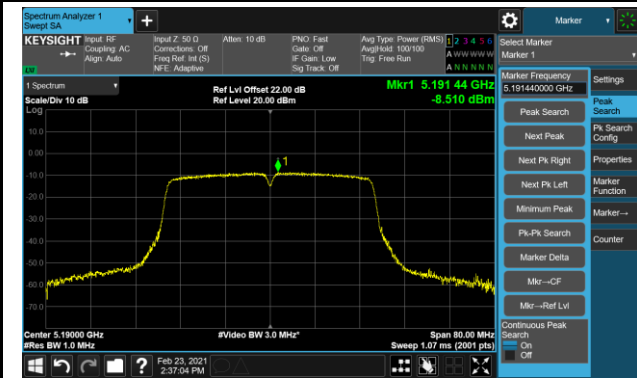 Spectrum Analyzer 1
Swept SA
+
Marker
KEYSIGHT
Input: RF
Coupling: AC
Align: Auto
Input Z: 50 Ω
Corrections: Off
Freq Ref: Int (S)
NFE: Adaptive
Atten: 10 dB
PNO: Fast
Gate: Off
IF Gain: Low
Sig Track: Off
Avg Type: Power (RMS)
Avg|Hold: 100/100
Trig: Free Run
1 2 3 4 5 6
A W W W W W
A N N N N N
Select Marker
Marker 1
1 Spectrum
Scale/Div 10 dB
Log
Ref Lvl Offset 22.00 dB
Ref Level 20.00 dBm
Mkr1 5.191 44 GHz
-8.510 dBm
10.0
0.00
-10.0
-20.0
-30.0
-40.0
-50.0
-60.0
-70.0
1
Center 5.19000 GHz
#Res BW 1.0 MHz
#Video BW 3.0 MHz*
Span 80.00 MHz
Sweep 1.07 ms (2001 pts)
Marker Frequency
5.191440000 GHz
Peak Search
Next Peak
Next Pk Right
Next Pk Left
Minimum Peak
Pk-Pk Search
Marker Delta
Mkr→CF
Mkr→Ref Lvl
Continuous Peak
Search
On
Off
Settings
Peak
Search
Pk Search
Config
Properties
Marker
Function
Marker→
Counter
?
Feb 23, 2021
2:37:04 PM